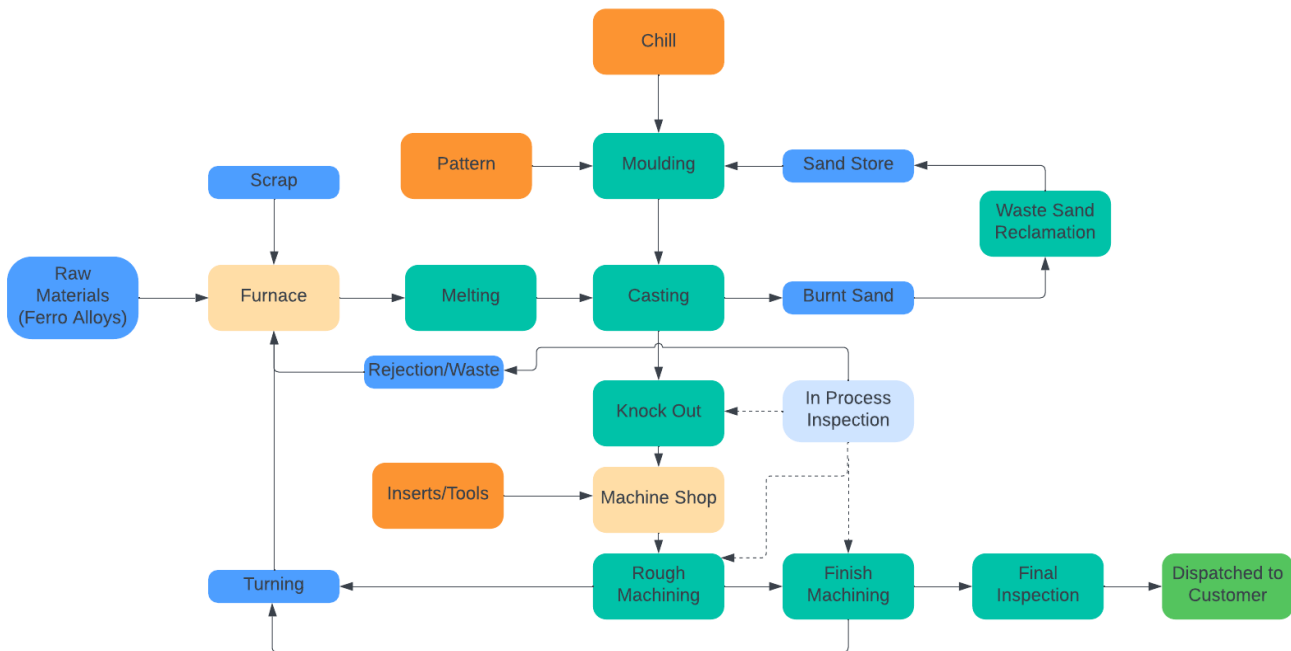 Chill
Pattern
Moulding
Sand Store
Scrap
Waste Sand
Reclamation
Raw
Materials
(Ferro Alloys)
Furnace
Melting
Casting
Burnt Sand
Rejection/Waste
Knock Out
In Process
Inspection
Inserts/Tools
Machine Shop
Turning
Rough
Machining
Finish
Machining
Final
Inspection
Dispatched to
Customer